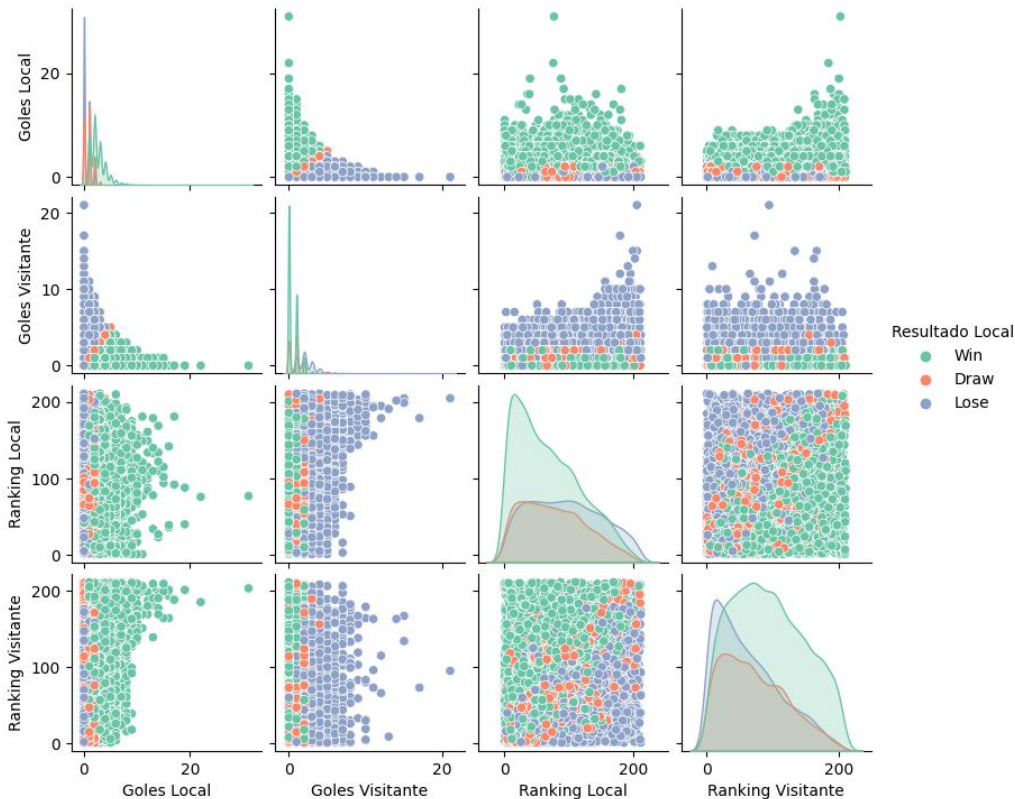 Goles Local
20
0
Goles Visitante
20
10
0
Resultado Local
Win
Draw
Lose
Ranking Local
200
100
0
Ranking Visitante
200
100
0
0 20
0 20
0 200
0 200
Goles Local
Goles Visitante
Ranking Local
Ranking Visitante